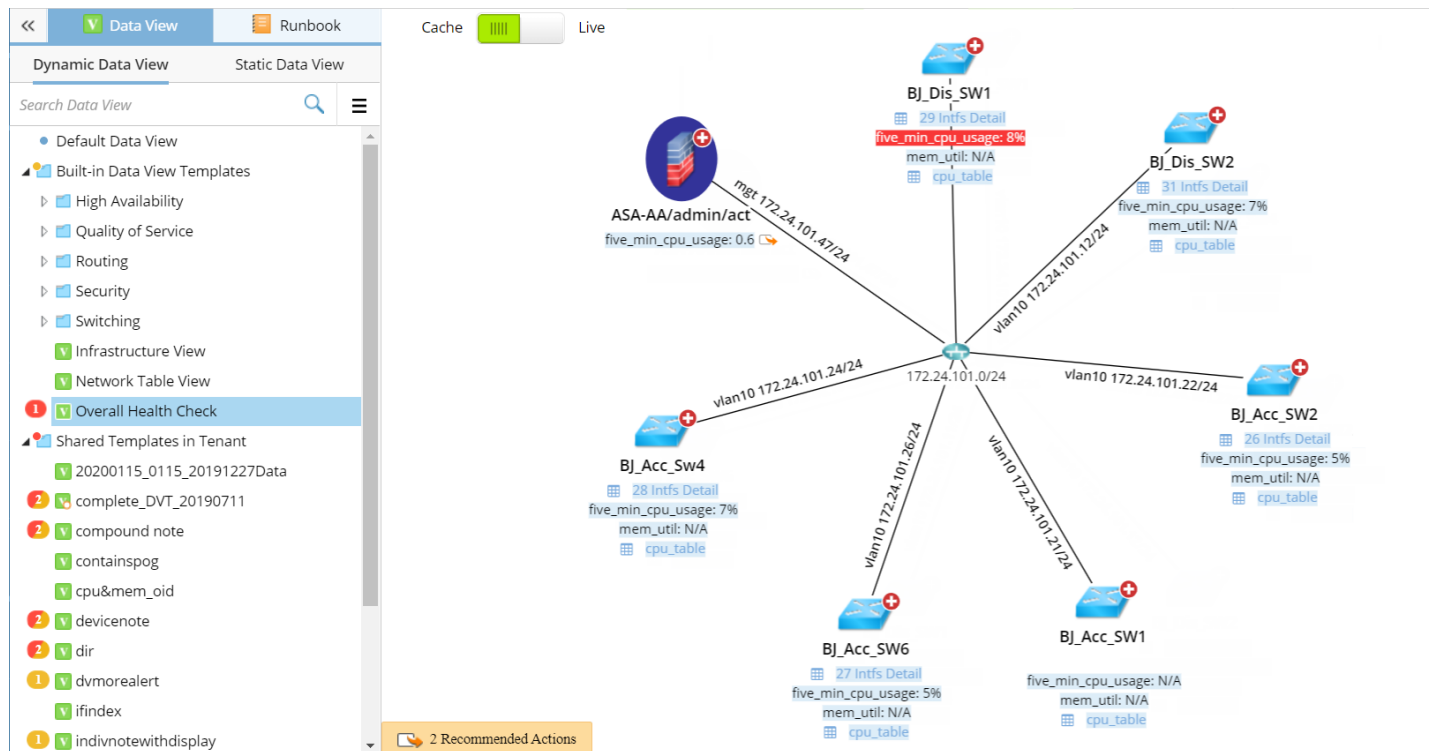 Data View
Runbook
Cache
Live
Dynamic Data View
Static Data View
Search Data View
Default Data View
Built-in Data View Templates
High Availability
Quality of Service
Routing
Security
Switching
Infrastructure View
Network Table View
1 Overall Health Check
Shared Templates in Tenant
20200115_0115_20191227Data
2 complete_DVT_20190711
2 compound note
containspog
cpu&mem_oid
2 devicenote
2 dir
1 dvmorealert
ifindex
1 indivnotewithdisplay
BJ_Dis_SW1
29 Intfs Detail
five_min_cpu_usage: 8%
mem_util: N/A
cpu_table
BJ_Dis_SW2
31 Intfs Detail
five_min_cpu_usage: 7%
mem_util: N/A
cpu_table
ASA-AA/admin/act
five_min_cpu_usage: 0.6
mgt 172.24.101.47/24
vlan10 172.24.101.12/24
172.24.101.0/24
vlan10 172.24.101.24/24
vlan10 172.24.101.22/24
vlan10 172.24.101.26/24
vlan10 172.24.101.21/24
BJ_Acc_SW2
26 Intfs Detail
five_min_cpu_usage: 5%
mem_util: N/A
cpu_table
BJ_Acc_Sw4
28 Intfs Detail
five_min_cpu_usage: 7%
mem_util: N/A
cpu_table
BJ_Acc_SW6
27 Intfs Detail
five_min_cpu_usage: 5%
mem_util: N/A
cpu_table
BJ_Acc_SW1
five_min_cpu_usage: N/A
mem_util: N/A
cpu_table
2 Recommended Actions